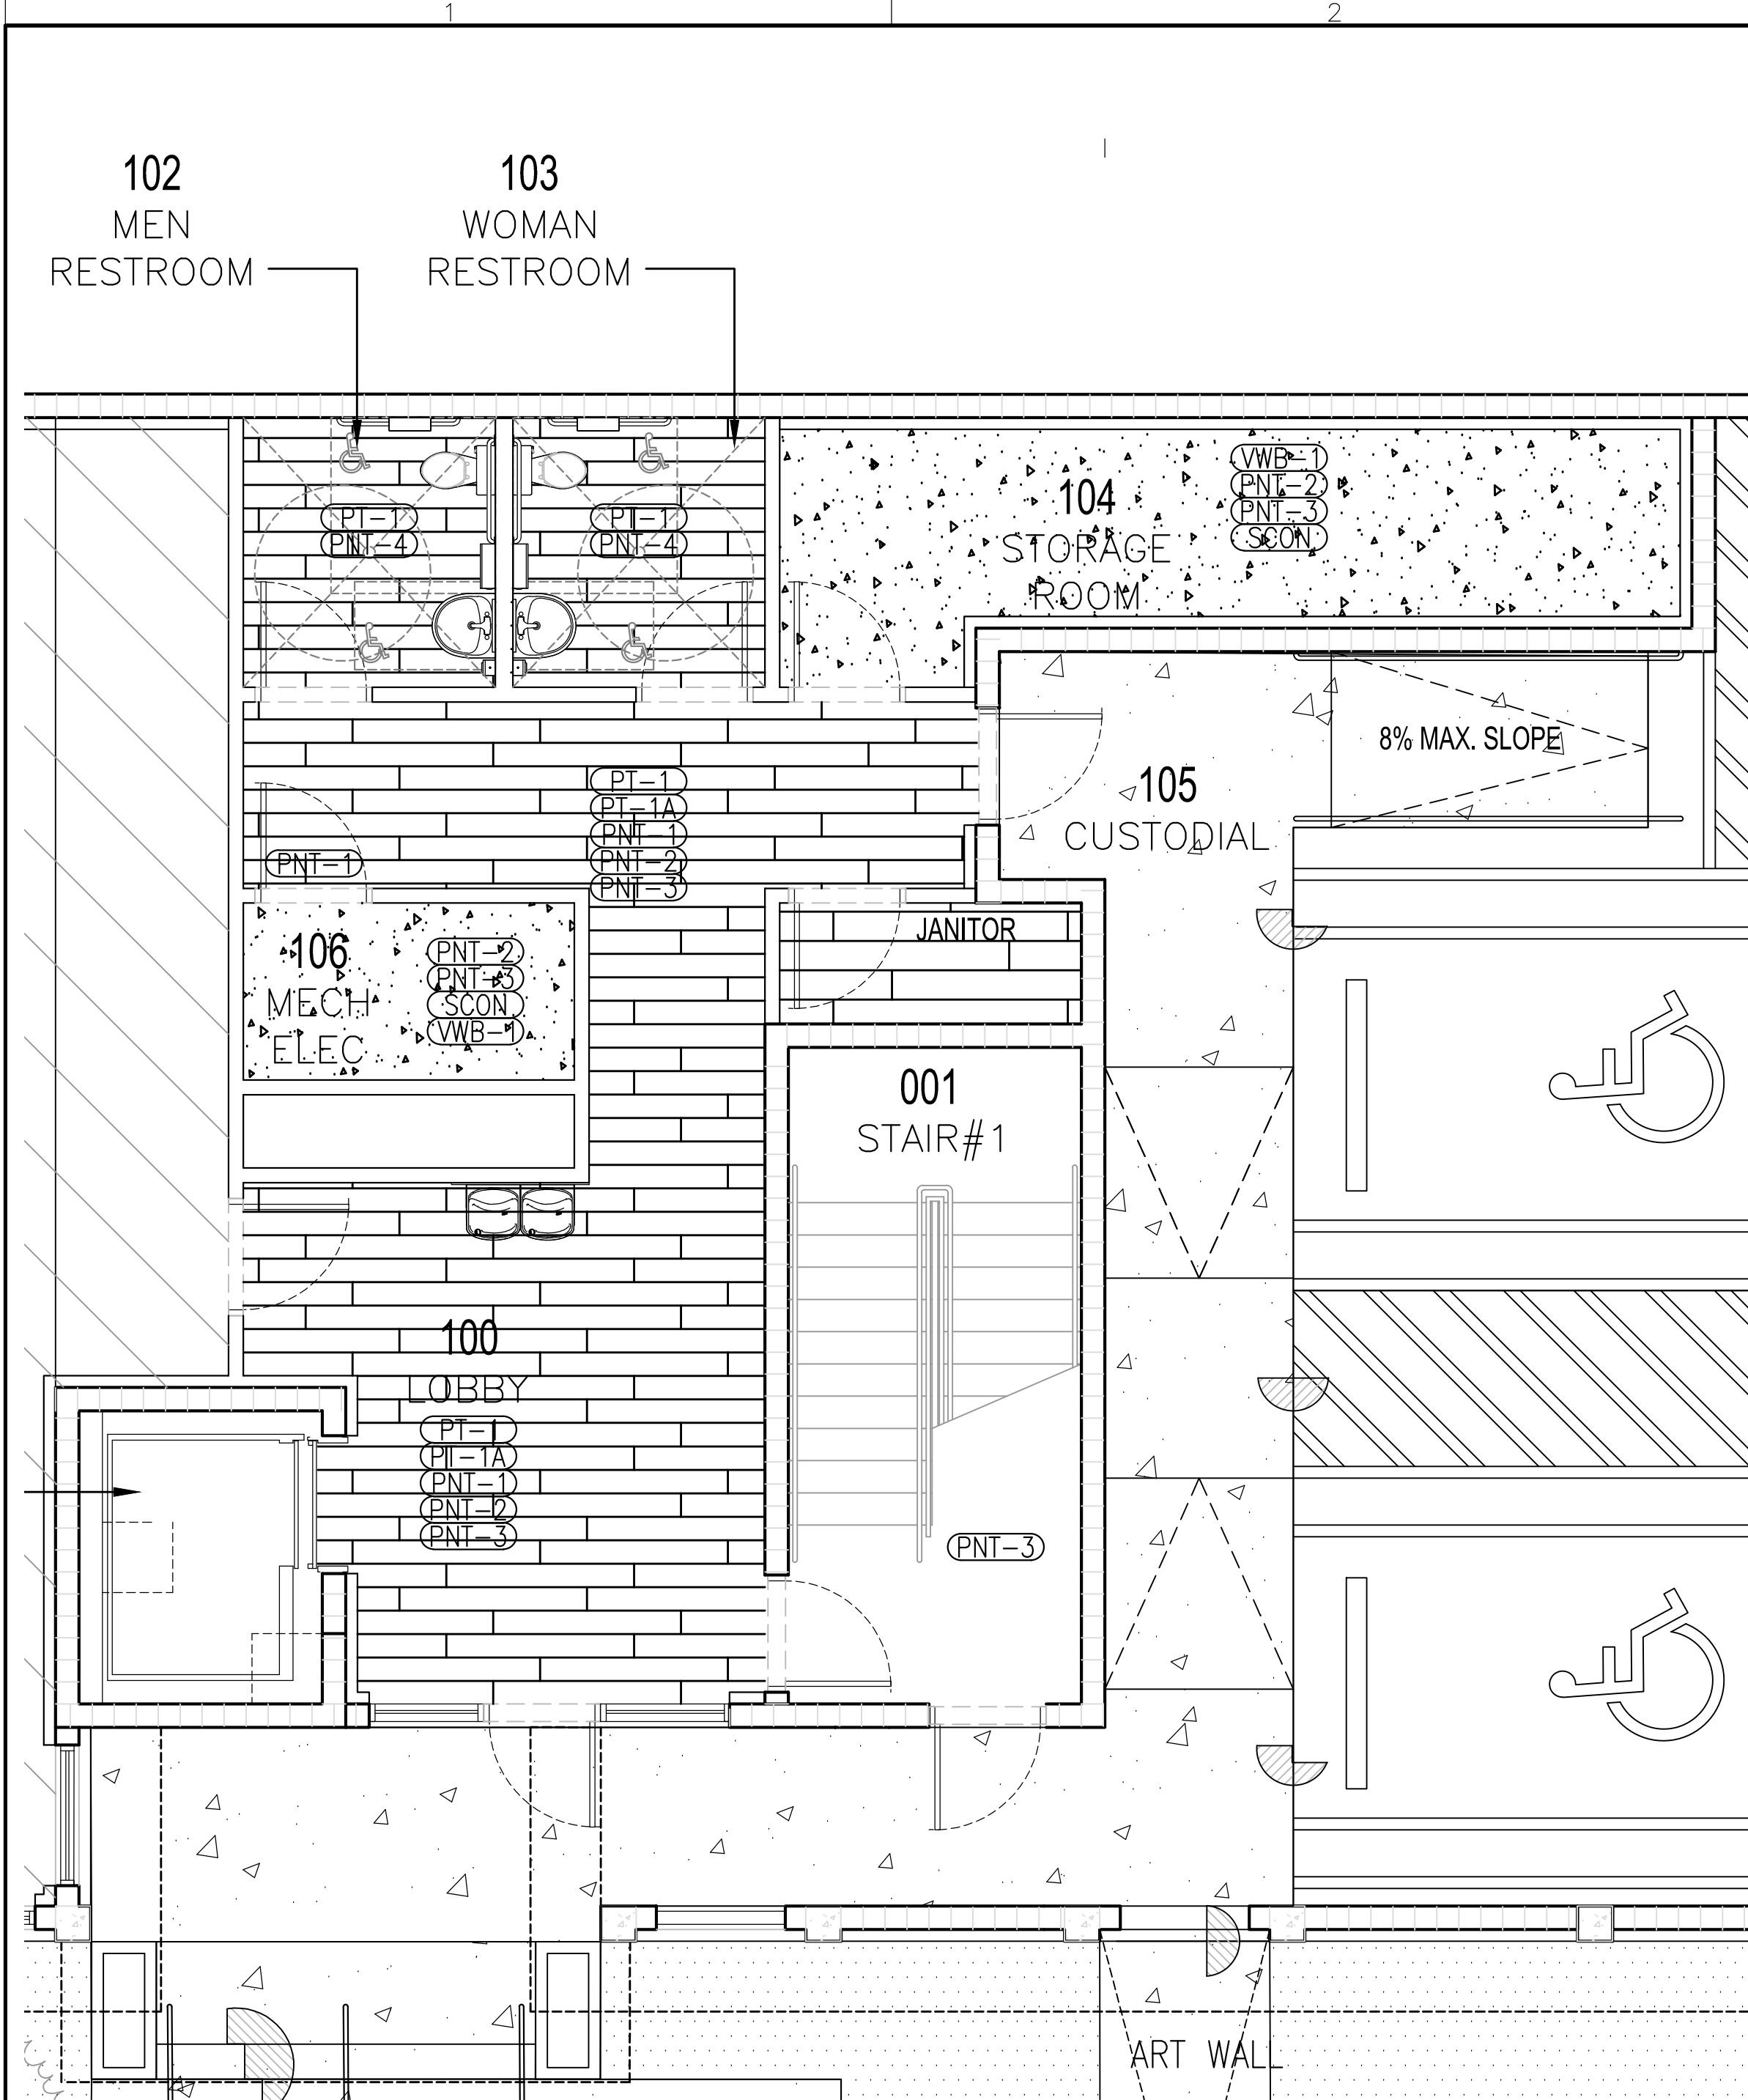 1
2
102
MEN
RESTROOM
103
WOMAN
RESTROOM
PT-1
PNT-4
PT-1
PNT-4
104
STORAGE
ROOM
VWB-1
PNT-2
PNT-3
SCON
8% MAX. SLOPE
105
CUSTODIAL
PT-1
PT-1A
PNT-1
PNT-2
PNT-3
PNT-1
JANITOR
106
MECH
ELEC
PNT-2
PNT-3
SCON
VWB-1
001
STAIR#1
100
LOBBY
PT-1
PT-1A
PNT-1
PNT-2
PNT-3
PNT-3
ART WALL